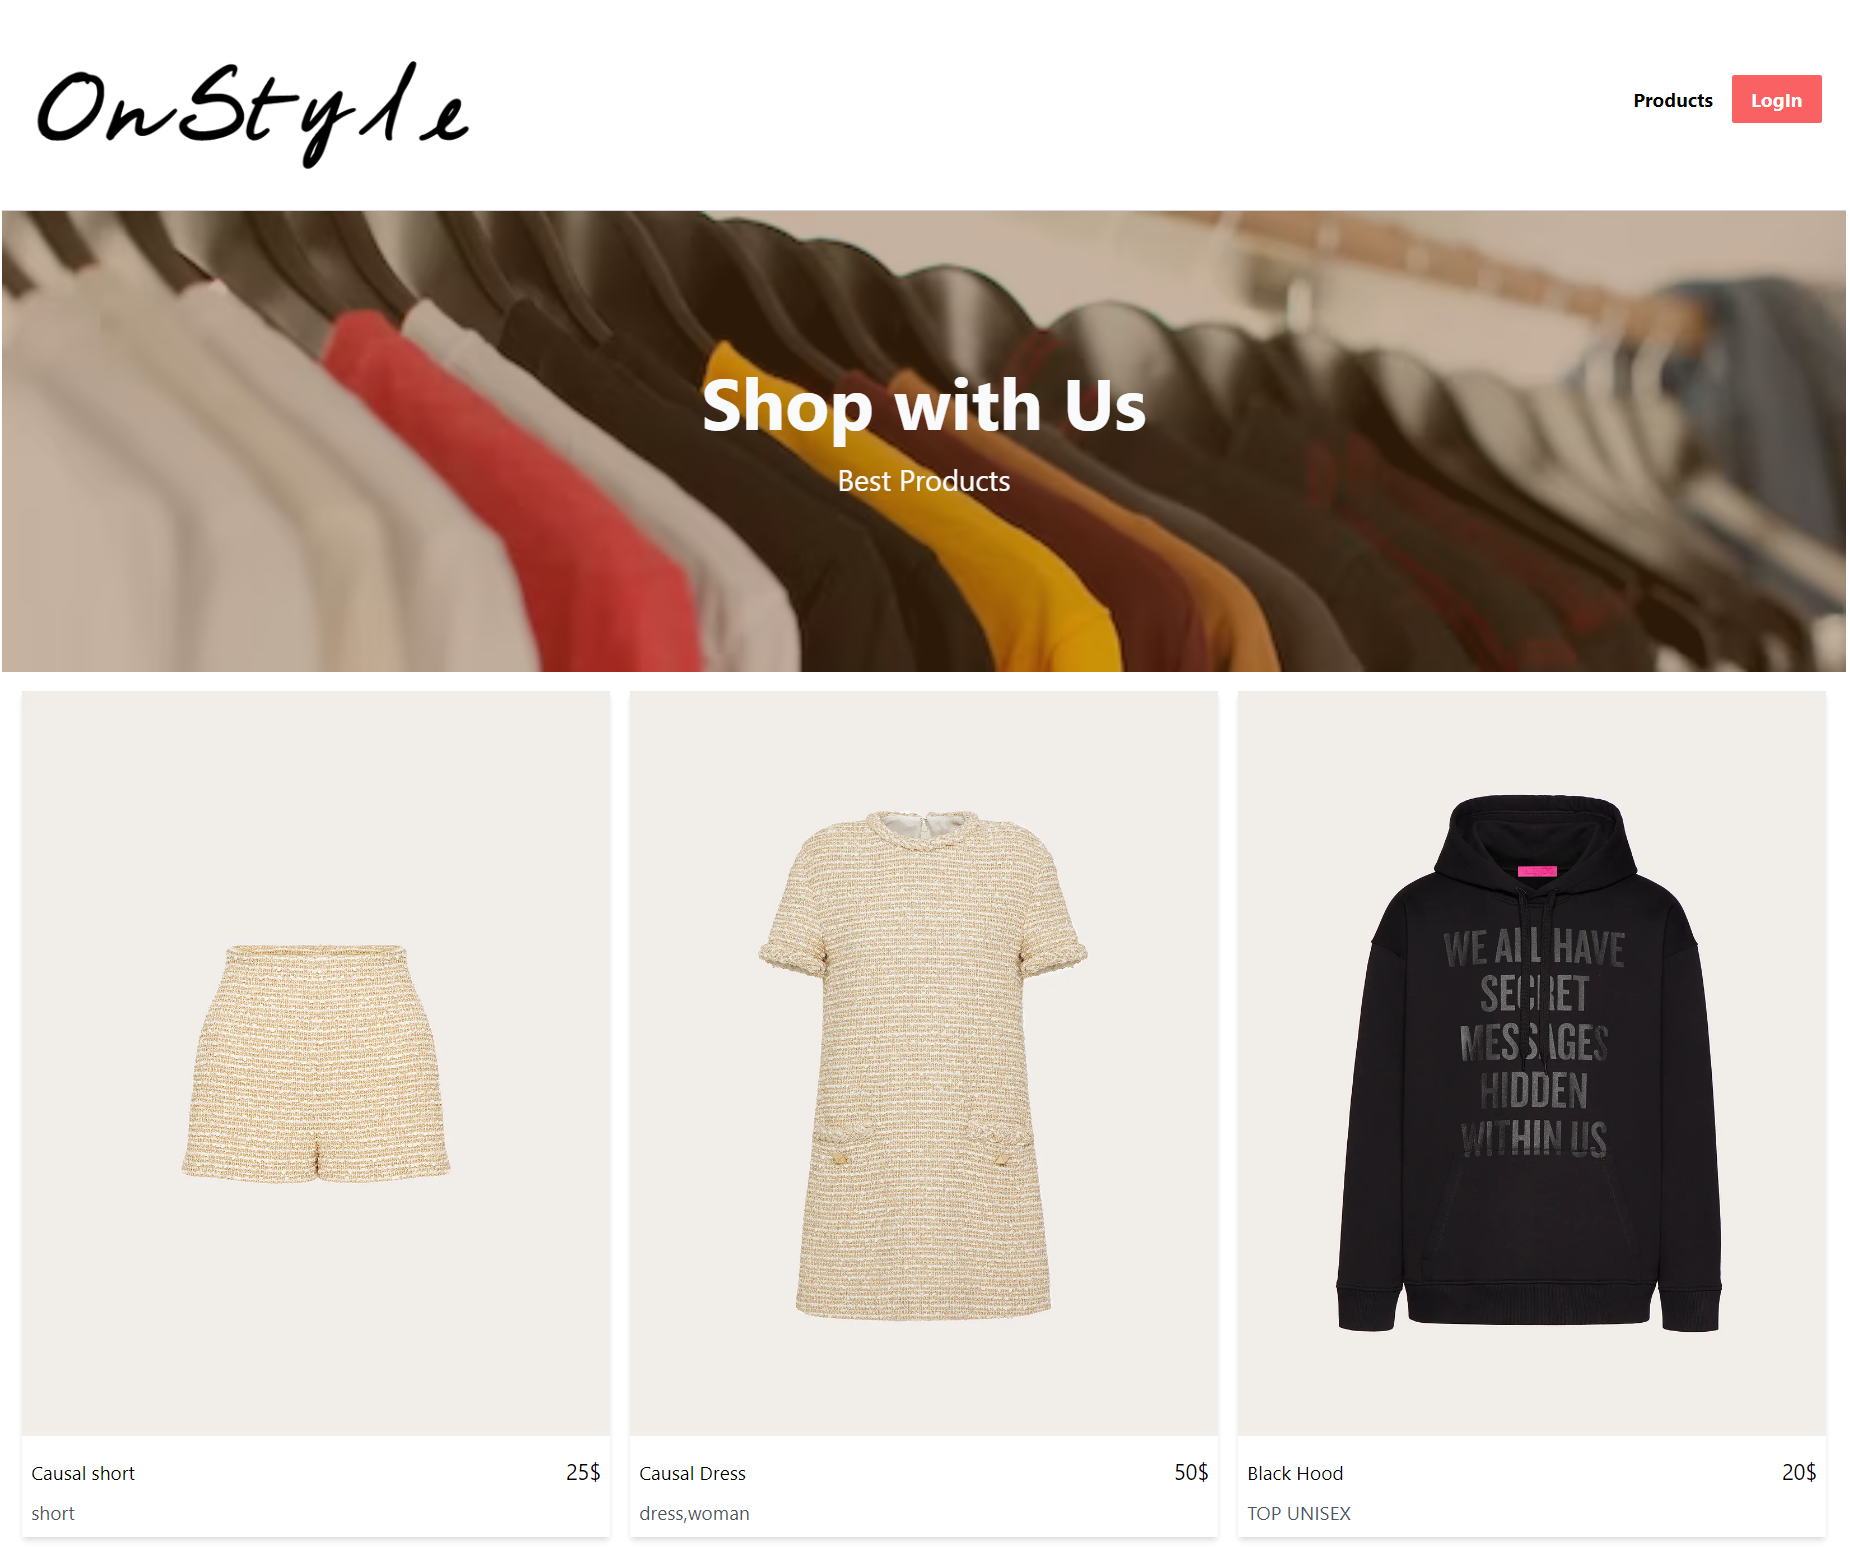 OnStyle
Products
LogIn
Shop with Us
Best Products
WE ALL HAVE
SECRET
MESSAGES
HIDDEN
WITHIN US
Causal short
25$
short
Causal Dress
50$
dress,woman
Black Hood
20$
TOP UNISEX